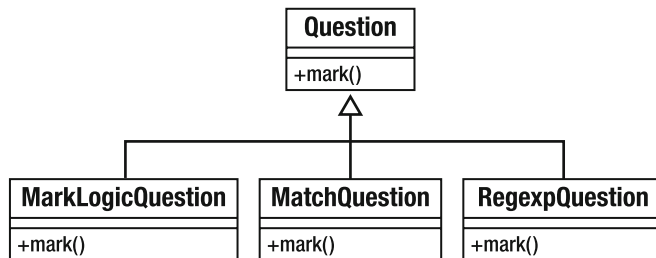 Question
+mark()
MarkLogicQuestion
+mark()
MatchQuestion
+mark()
RegexpQuestion
+mark()